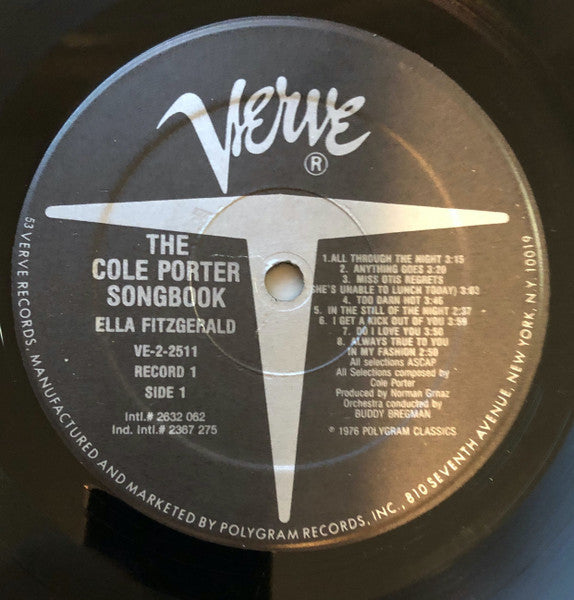 Verve
®
THE
COLE PORTER
SONGBOOK
ELLA FITZGERALD
VE-2-2511
RECORD 1
SIDE 1
Intl.# 2632 062
Ind. Intl.# 2367 275
1.ALL THROUGH THE NIGHT 3:15
2. ANYTHING GOES 3:20
3. MISS OTIS REGRETS
(SHE'S UNABLE TO LUNCH TODAY) 3:03
4. TOO DARN HOT 3:46
5. IN THE STILL OF THE NIGHT 2:37
6. I GET A KICK OUT OF YOU 3:59
7. DO I LOVE YOU 3:50
8. ALWAYS TRUE TO YOU
IN MY FASHION 2:50
All selections ASCAP
All Selections composed by
Cole Porter
Produced by Norman Grnaz
Orchestra conducted by
BUDDY BREGMAN
℗ 1976 POLYGRAM CLASSICS
53 VERVE RECORDS, MANUFACTURED AND MARKETED BY POLYGRAM RECORDS, INC., 810 SEVENTH AVENUE, NEW YORK, N.Y. 10019